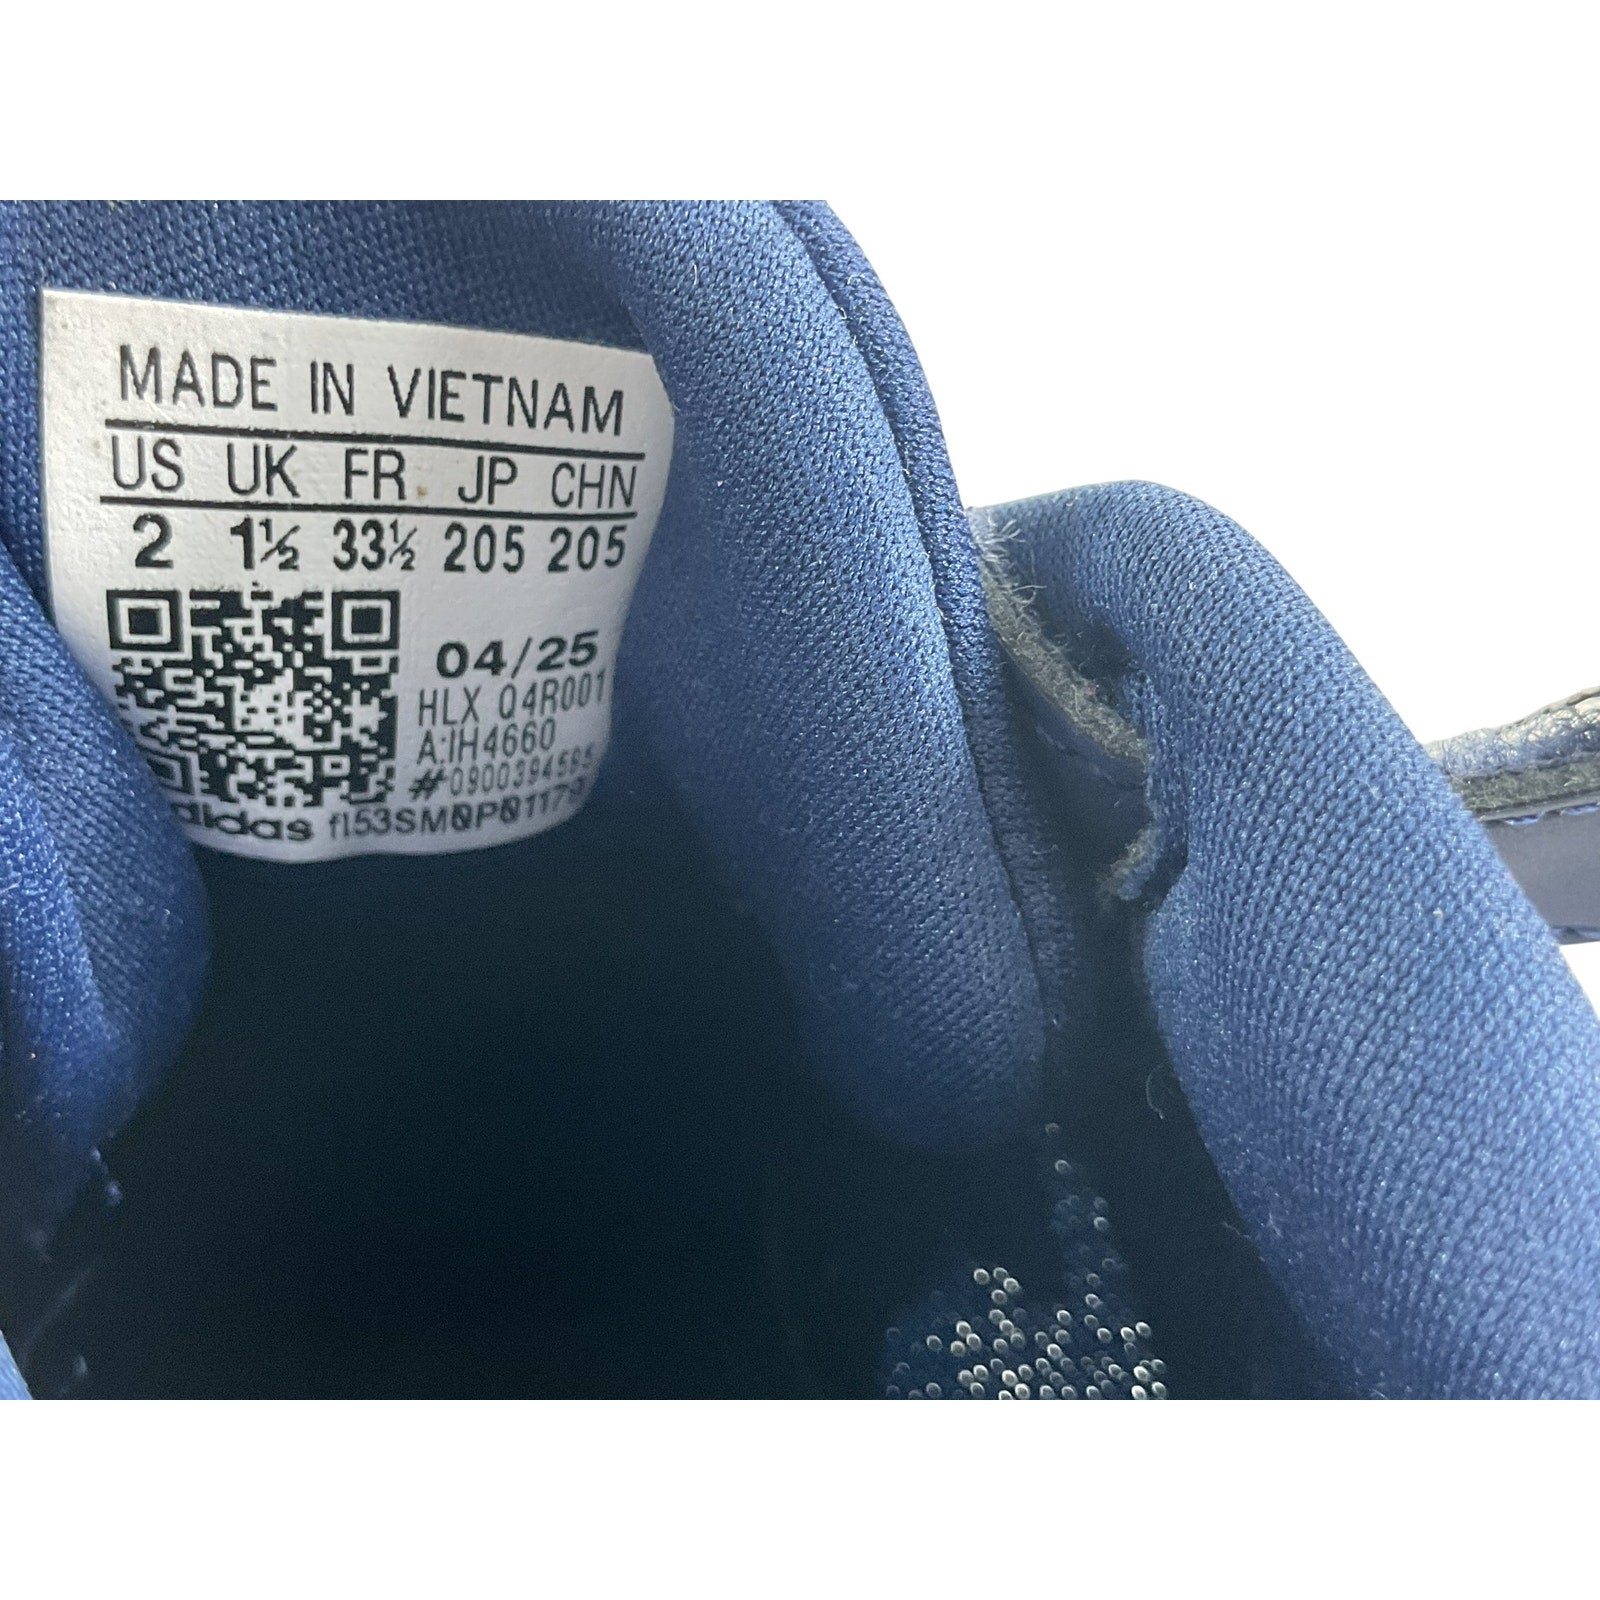 MADE IN VIETNAM
US UK FR JP CHN
2 1½ 33½ 205 205
04/25
HLX Q4R001
A:IH4660
#0900394585
adidas